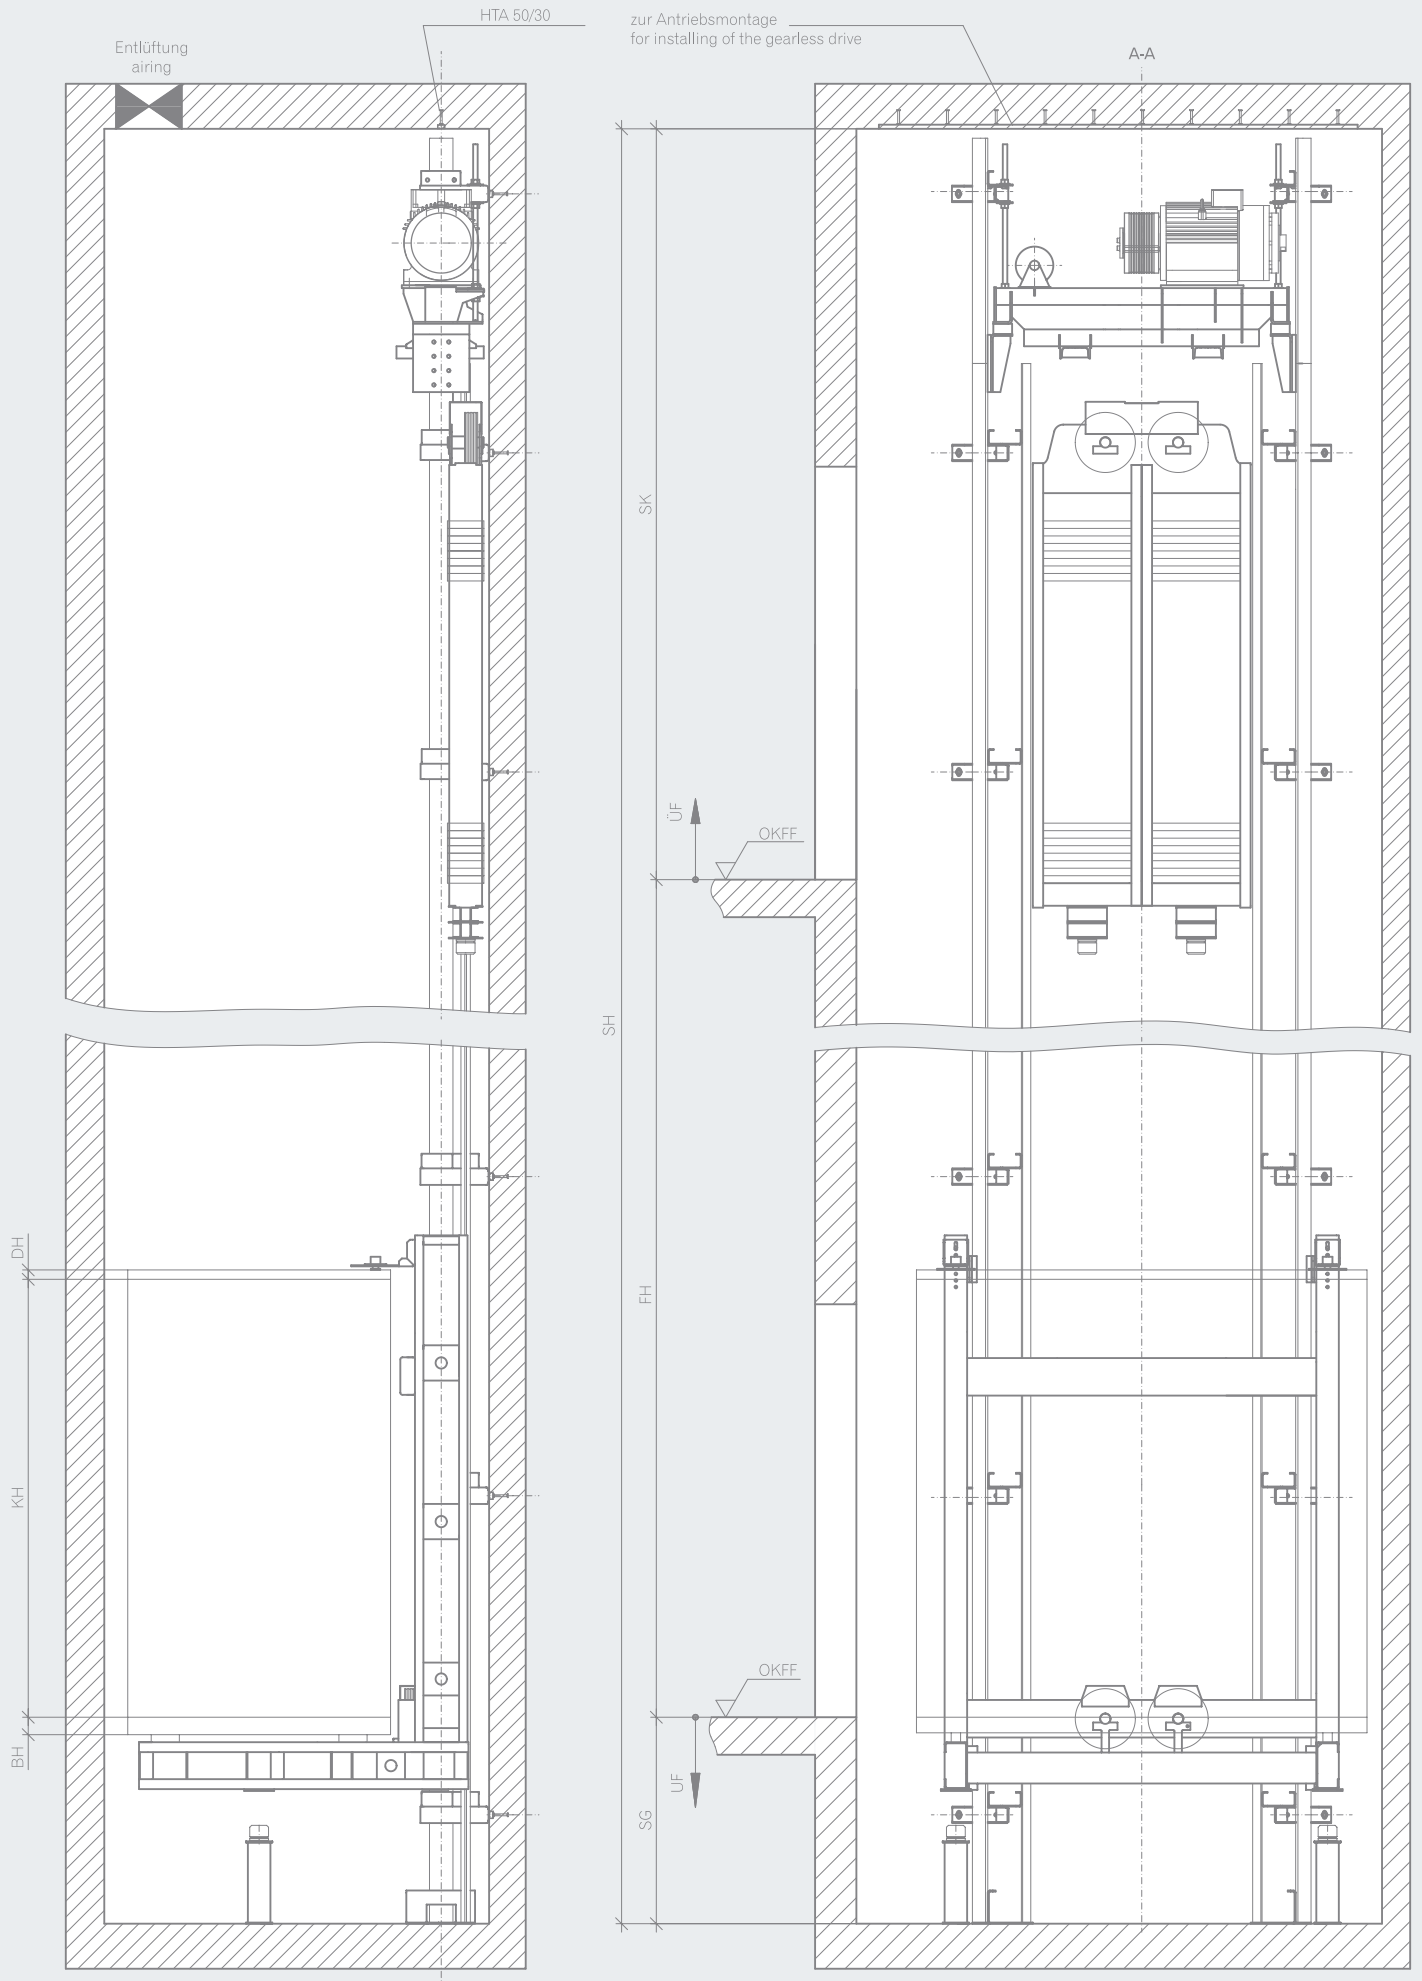 HTA 50/30
zur Antriebsmontage
for installing of the gearless drive
Entlüftung
airing
A-A
SK
ÜF
OKFF
SH
DH
FH
KH
OKFF
BH
ÜF
SG